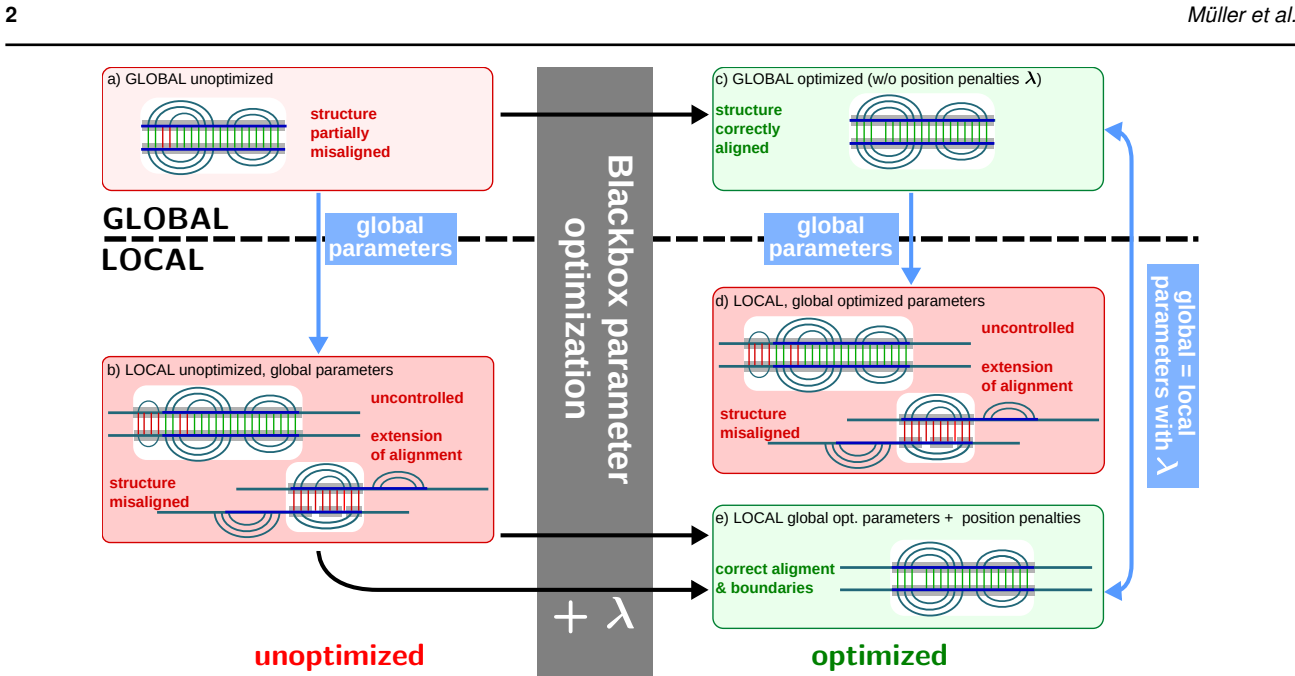 2
Müller et al.
a) GLOBAL unoptimized
structure
partially
misaligned
c) GLOBAL optimized (w/o position penalties λ)
structure
correctly
aligned
Blackbox parameter
optimization
+ λ
GLOBAL
LOCAL
global
parameters
global
parameters
global = local
parameters with λ
b) LOCAL unoptimized, global parameters
uncontrolled
extension
of alignment
structure
misaligned
d) LOCAL, global optimized parameters
uncontrolled
extension
of alignment
structure
misaligned
e) LOCAL global opt. parameters + position penalties
correct aligment
& boundaries
unoptimized
optimized